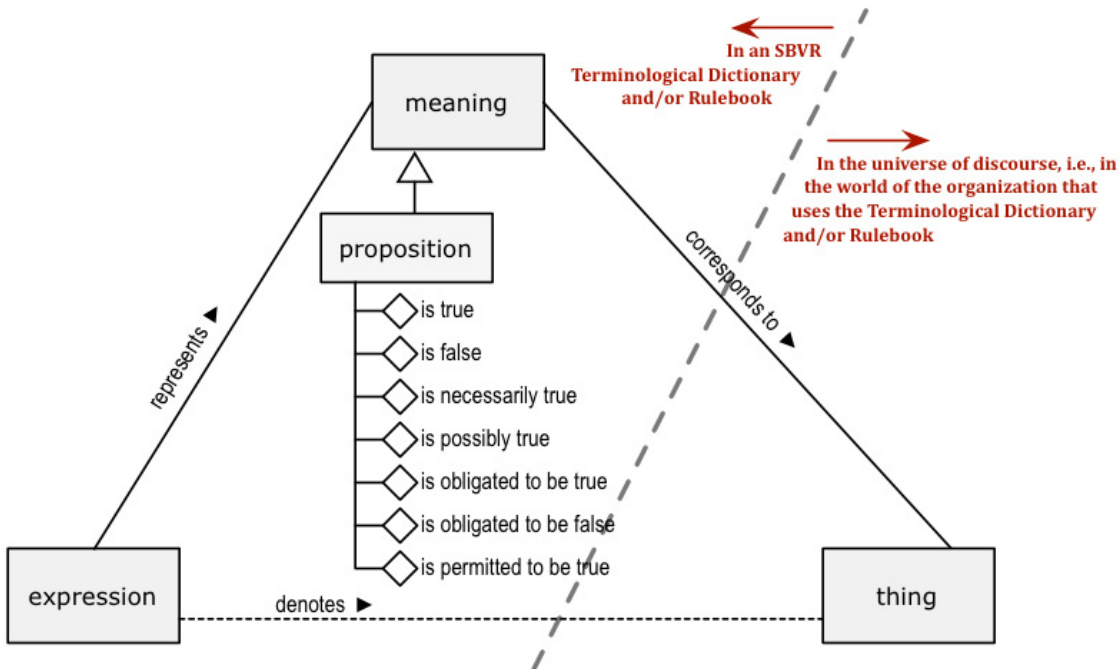 In an SBVR
Terminological Dictionary
and/or Rulebook
meaning
In the universe of discourse, i.e., in
the world of the organization that
uses the Terminological Dictionary
and/or Rulebook
proposition
corresponds to
is true
is false
represents
is necessarily true
is possibly true
is obligated to be true
is obligated to be false
is permitted to be true
expression
denotes
thing